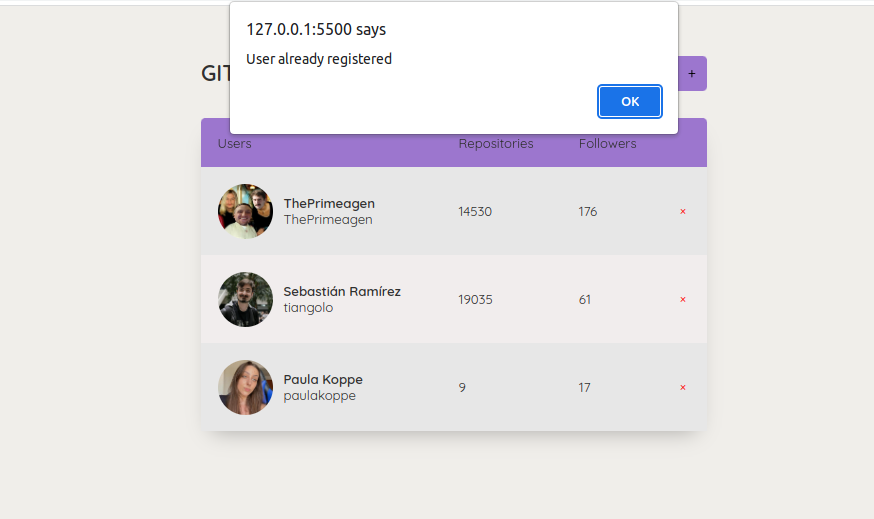 127.0.0.1:5500 says
User already registered
OK
GIT
+
Users Repositories Followers
ThePrimeagen
ThePrimeagen
14530 176 ×
Sebastián Ramírez
tiangolo
19035 61 ×
Paula Koppe
paulakoppe
9 17 ×